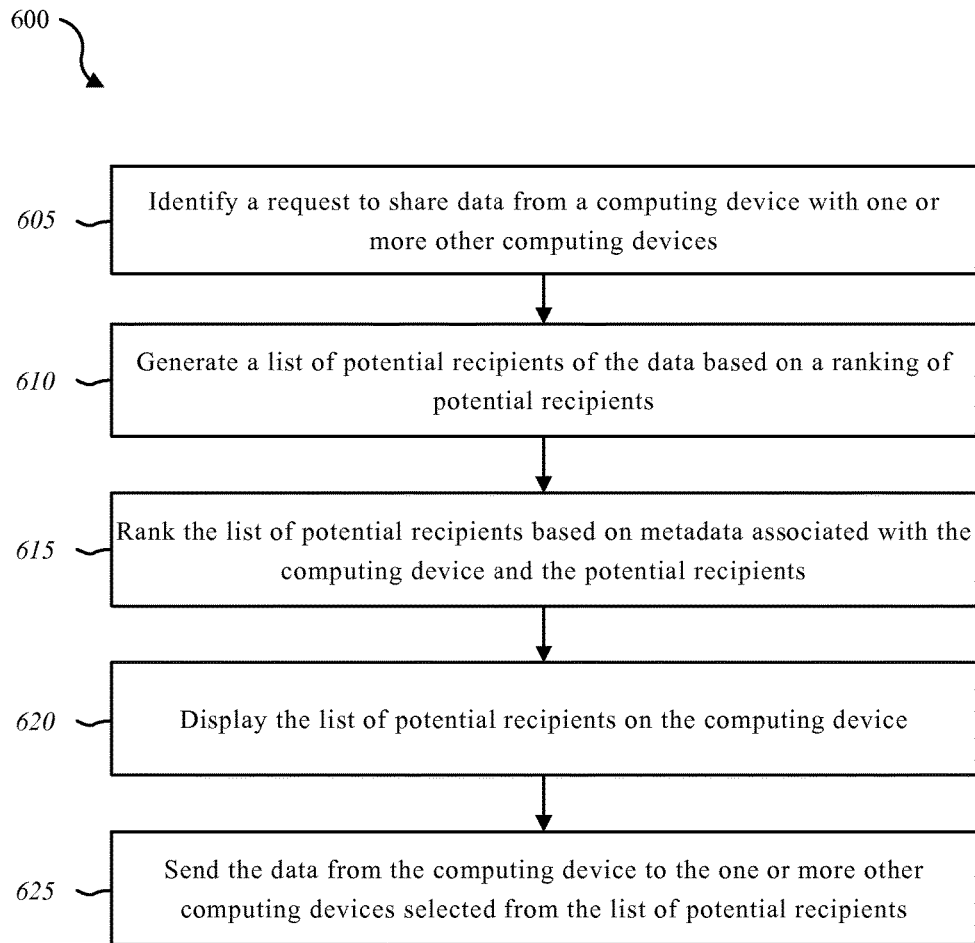 600
605
Identify a request to share data from a computing device with one or
more other computing devices
610
Generate a list of potential recipients of the data based on a ranking of
potential recipients
615
Rank the list of potential recipients based on metadata associated with the
computing device and the potential recipients
620
Display the list of potential recipients on the computing device
625
Send the data from the computing device to the one or more other
computing devices selected from the list of potential recipients